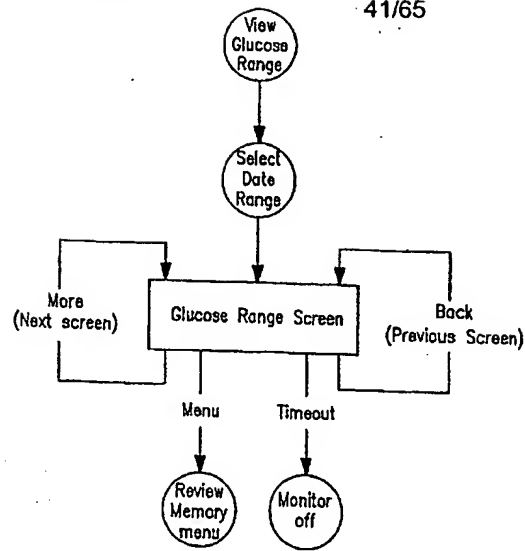 41/65
View
Glucose
Range
Select
Date
Range
More
(Next screen)
Glucose Range Screen
Back
(Previous Screen)
Menu
Timeout
Review
Memory
menu
Monitor
off